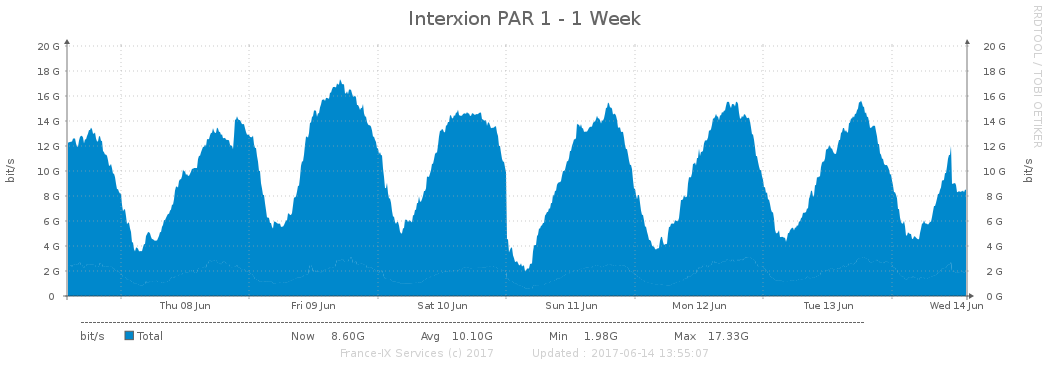 Interxion PAR 1 - 1 Week
RRDTOOL / TOBI OETIKER
20 G 20 G
18 G 18 G
16 G 16 G
14 G 14 G
12 G 12 G
10 G 10 G
8 G 8 G
6 G 6 G
4 G 4 G
2 G 2 G
0 0 G
bit/s bit/s
Thu 08 Jun Fri 09 Jun Sat 10 Jun Sun 11 Jun Mon 12 Jun Tue 13 Jun Wed 14 Jun
bit/s Total Now 8.60G Avg 10.10G Min 1.98G Max 17.33G
France-IX Services (c) 2017 Updated : 2017-06-14 13:55:07